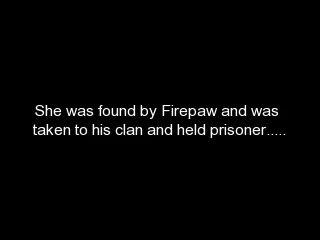 She was found by Firepaw and was
taken to his clan and held prisoner.....